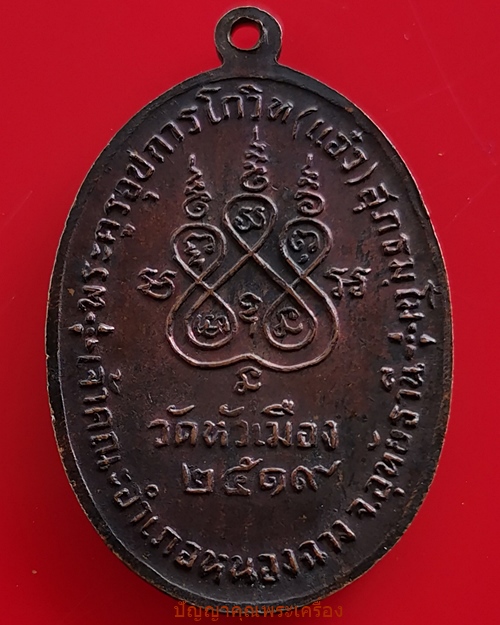 พระครูอุปการโกวิท (แอ๋ว) สุภธมฺโม
เจ้าคณะอำเภอหนองฉาง จ.อุทัยธานี
วัดหัวเมือง
๒๕๑๙
ปัญญาคุณพระเครื่อง